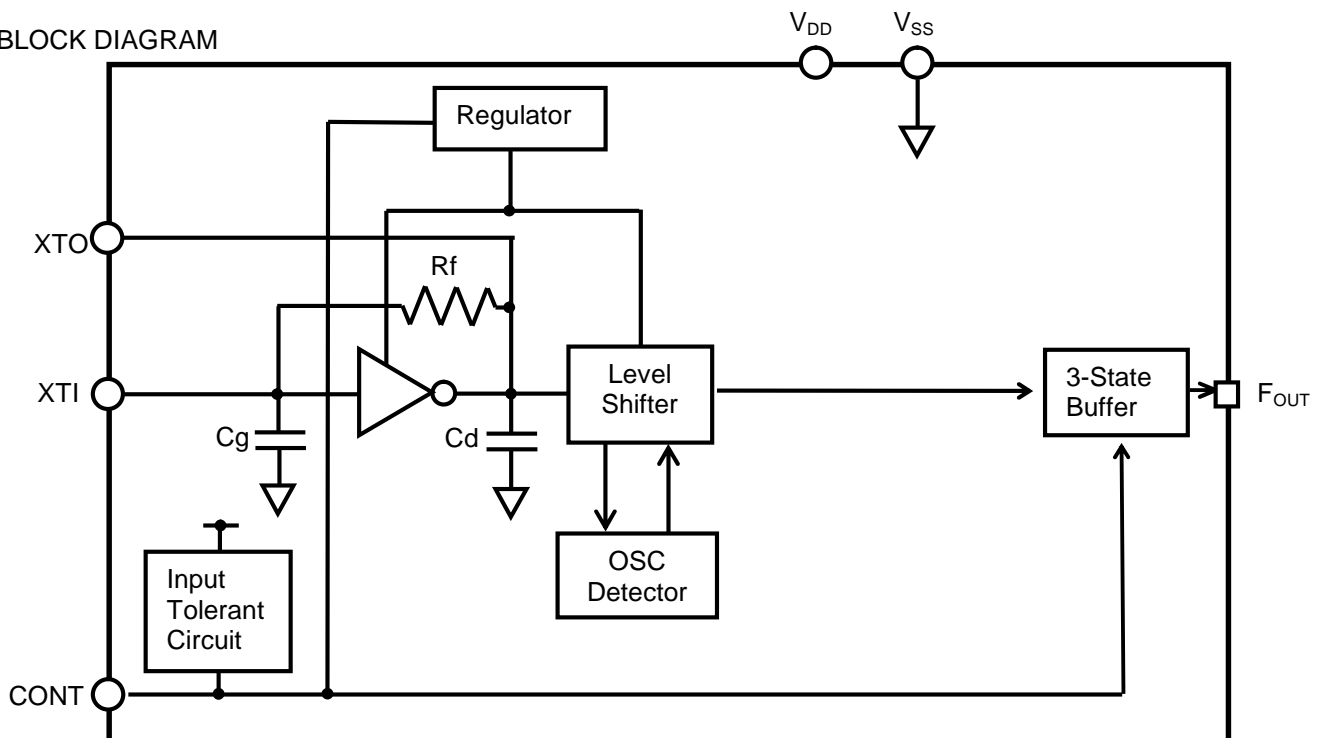 BLOCK DIAGRAM
VDD
VSS
Regulator
XTO
Rf
XTI
Level
Shifter
3-State
Buffer
FOUT
Cg
Cd
OSC
Detector
Input
Tolerant
Circuit
CONT